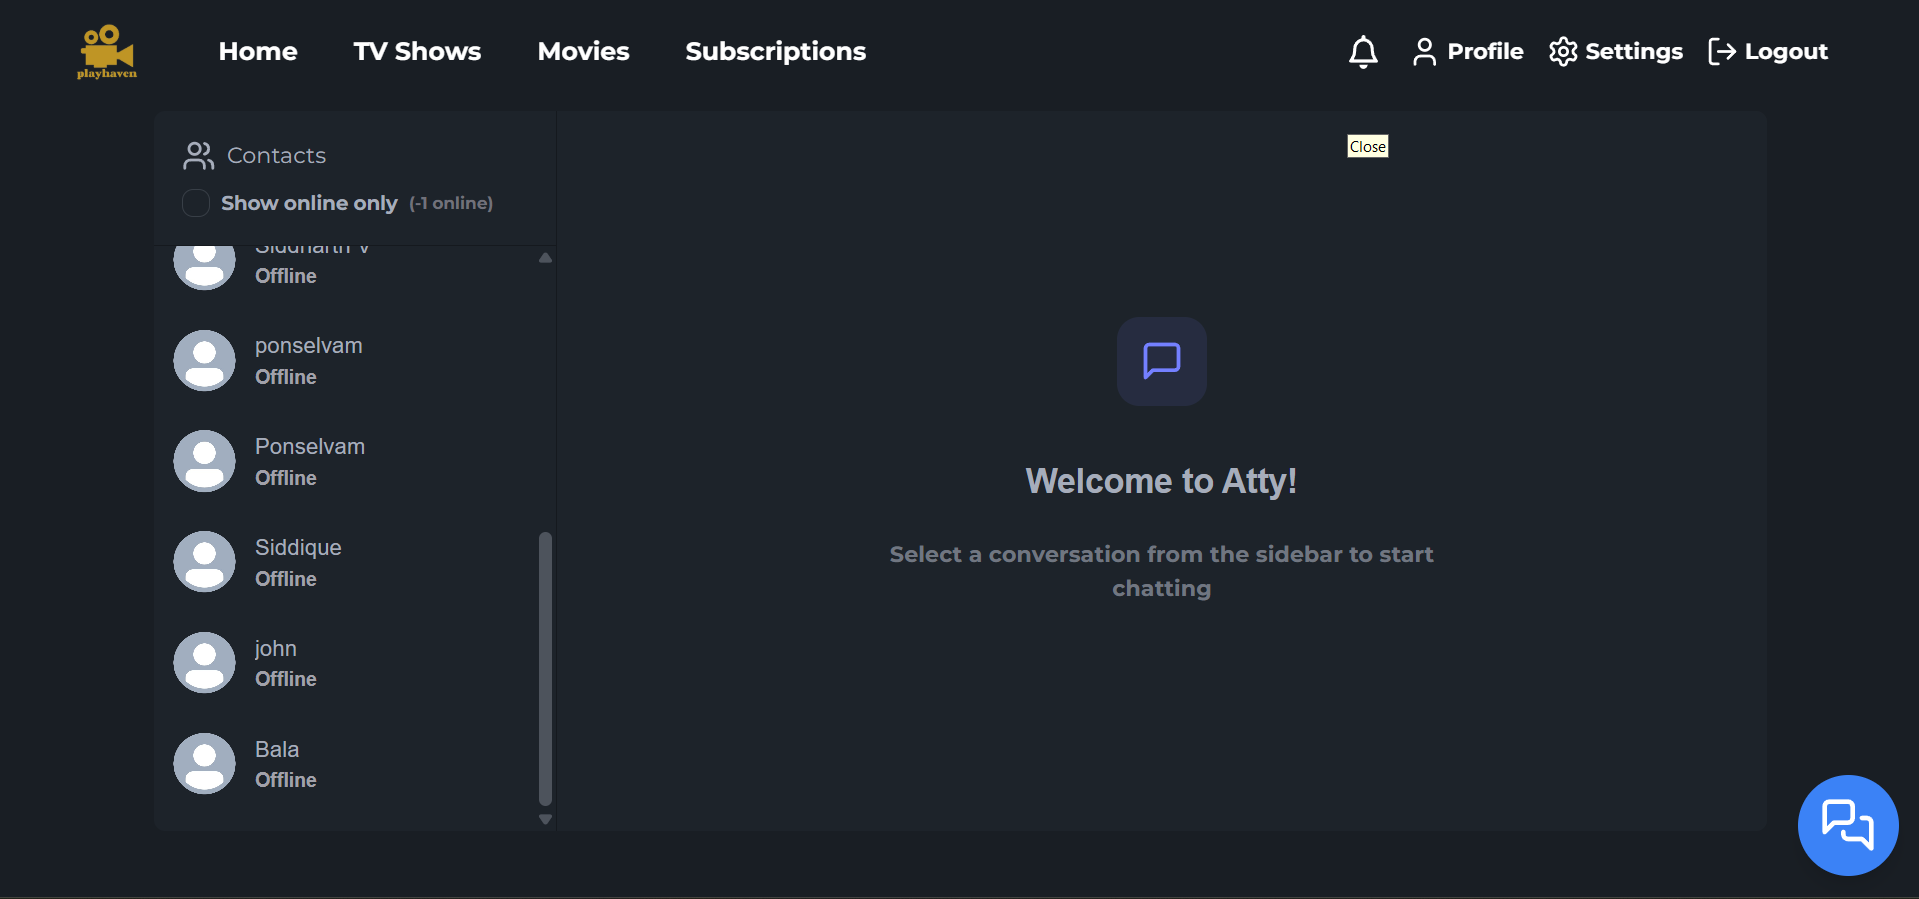 playhaven
Home TV Shows Movies Subscriptions Profile Settings Logout
Contacts
Close
Show online only (-1 online)
Siddharth V
Offline
ponselvam
Offline
Ponselvam
Offline
Siddique
Offline
john
Offline
Bala
Offline
Welcome to Atty!
Select a conversation from the sidebar to start
chatting